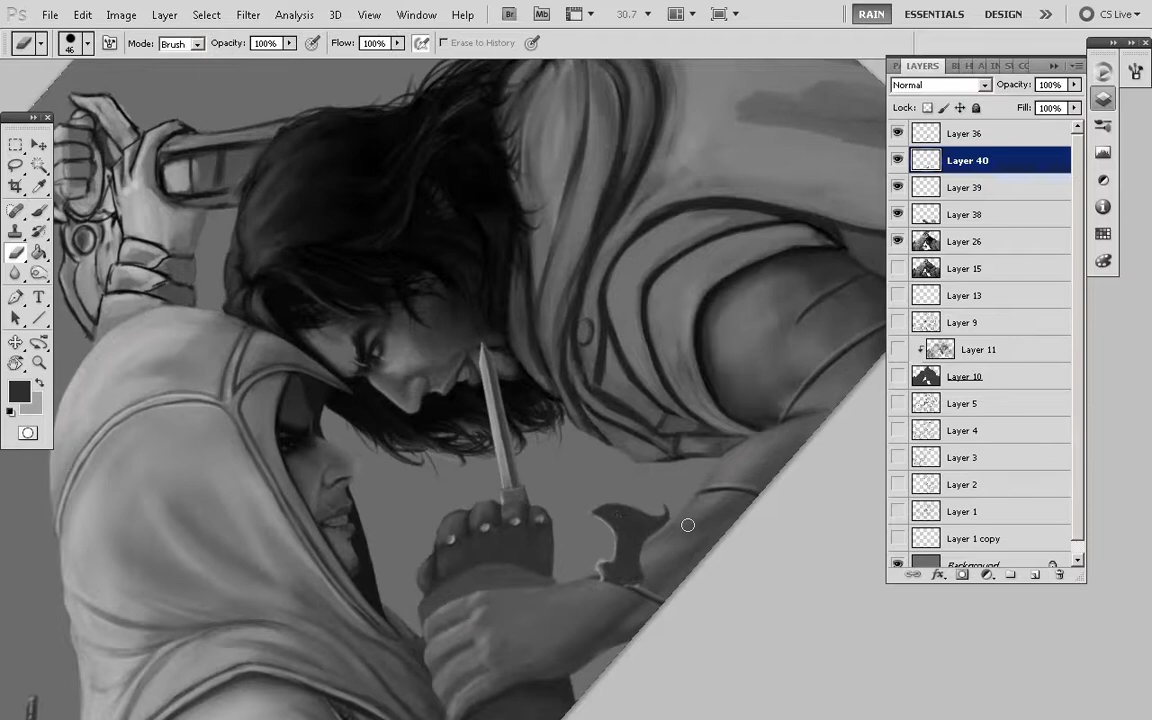 Ps File Edit Image Layer Select Filter Analysis 3D View Window Help Br Mb 30.7 RAIN ESSENTIALS DESIGN CS Live
46 Mode: Brush Opacity: 100% Flow: 100% Erase to History
LAYERS
Normal Opacity: 100%
Lock: Fill: 100%
Layer 36
Layer 40
Layer 39
Layer 38
Layer 26
Layer 15
Layer 13
Layer 9
Layer 11
Layer 10
Layer 5
Layer 4
Layer 3
Layer 2
Layer 1
Layer 1 copy
Background
T
fx